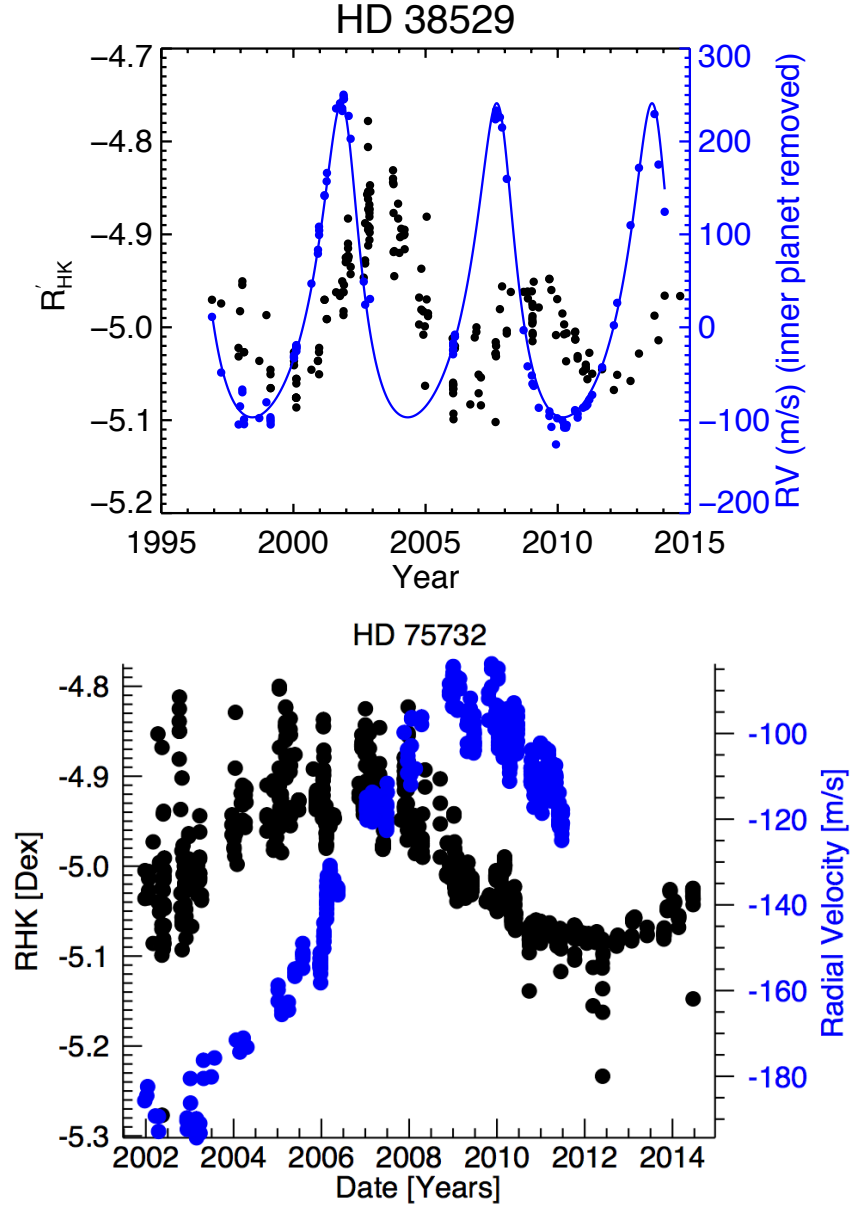 HD 38529
−4.7
−4.8
−4.9
−5.0
−5.1
−5.2
R'HK
300
200
100
0
−100
−200
RV (m/s) (inner planet removed)
1995 2000 2005 2010 2015
Year
HD 75732
-4.8
-4.9
-5.0
-5.1
-5.2
-5.3
RHK [Dex]
-100
-120
-140
-160
-180
Radial Velocity [m/s]
2002 2004 2006 2008 2010 2012 2014
Date [Years]